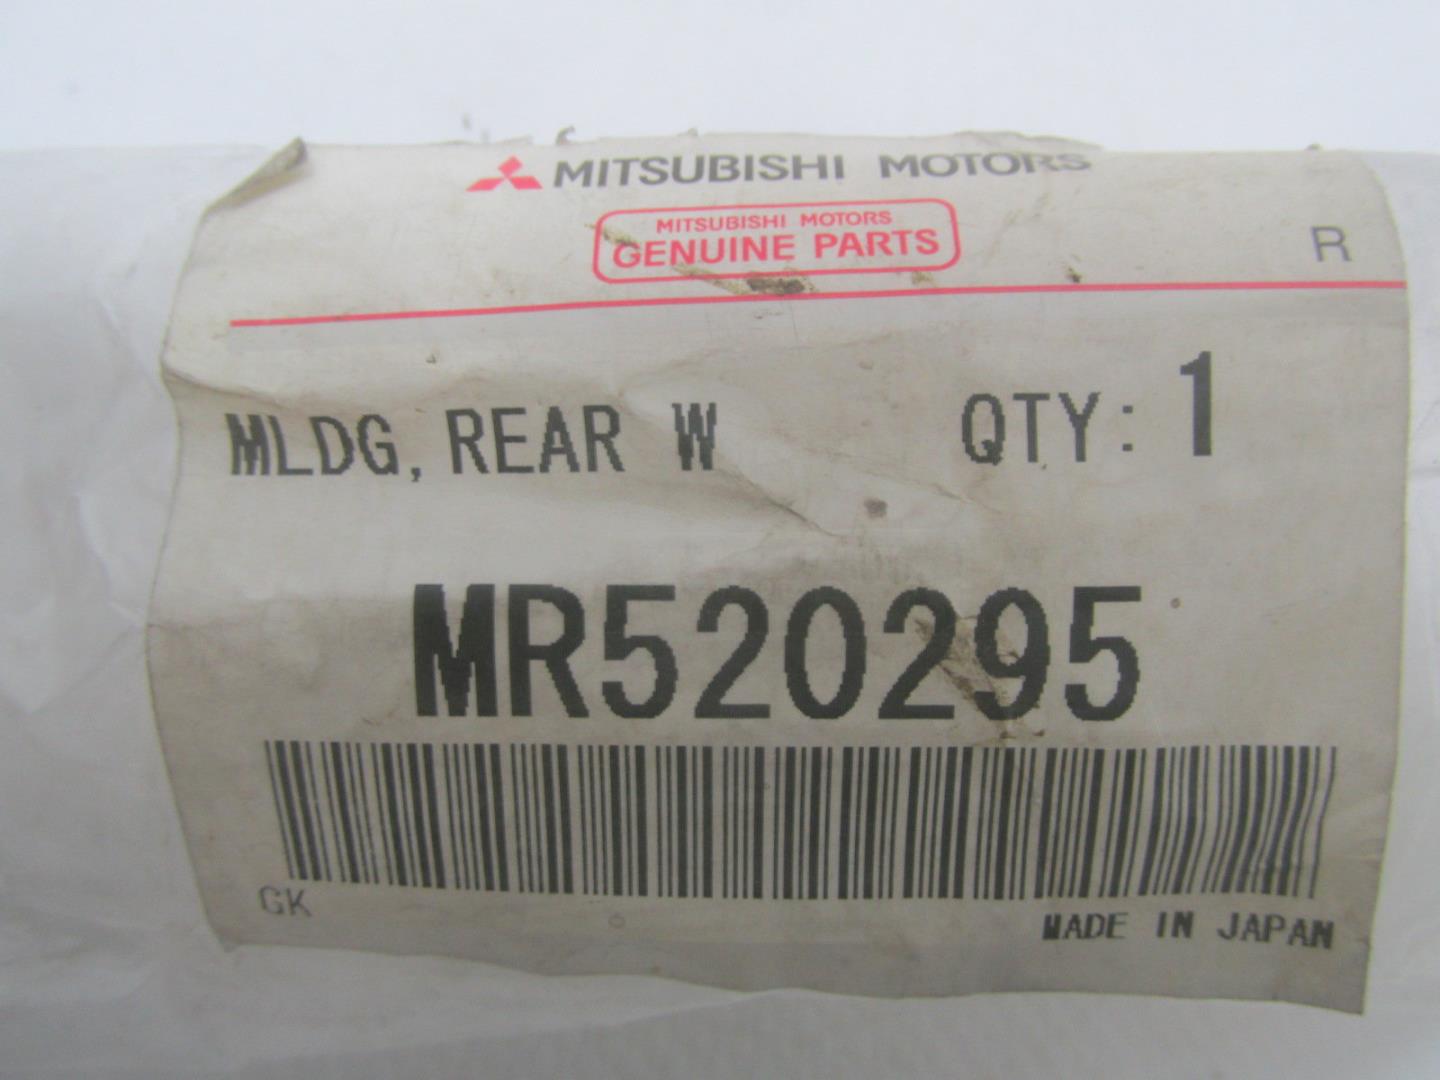 MITSUBISHI MOTORS
MITSUBISHI MOTORS
GENUINE PARTS
R
MLDG, REAR W QTY: 1
MR520295
GK
MADE IN JAPAN